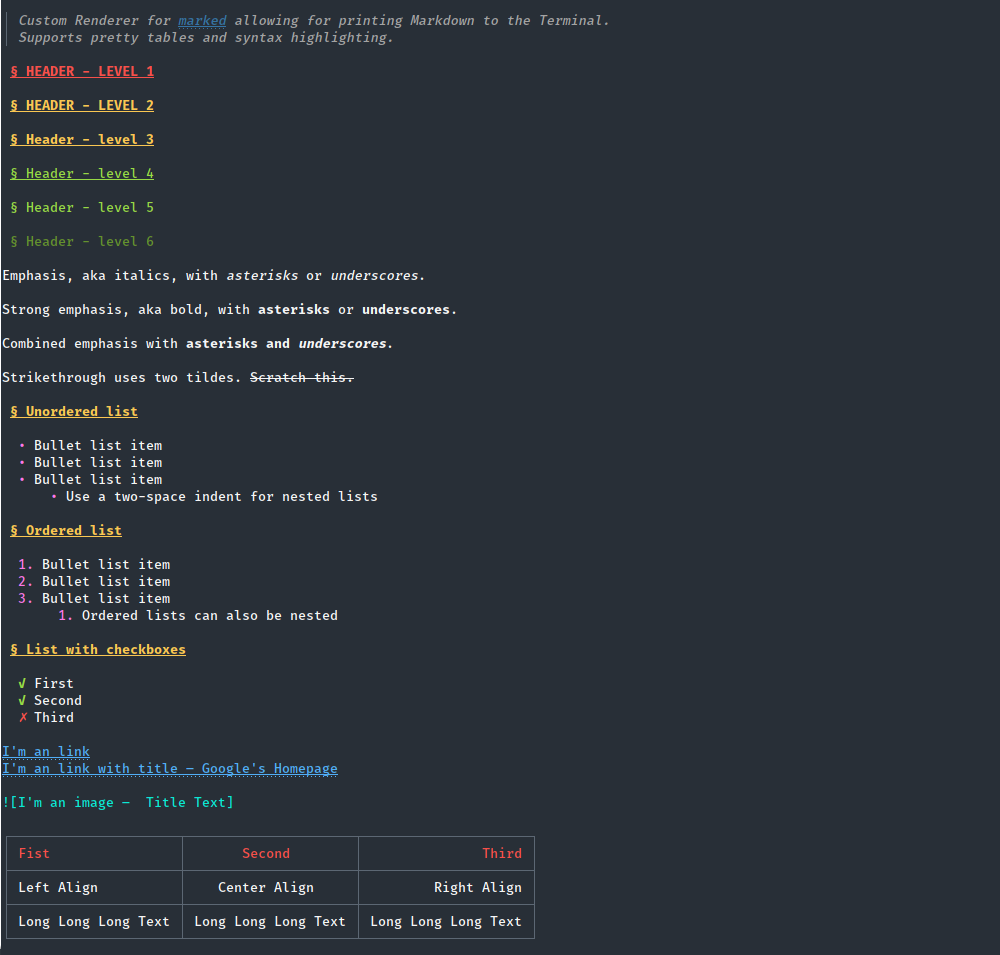 Custom Renderer for marked allowing for printing Markdown to the Terminal.
Supports pretty tables and syntax highlighting.
§ HEADER - LEVEL 1
§ HEADER - LEVEL 2
§ Header - level 3
§ Header - level 4
§ Header - level 5
§ Header - level 6
Emphasis, aka italics, with asterisks or underscores.
Strong emphasis, aka bold, with asterisks or underscores.
Combined emphasis with asterisks and underscores.
Strikethrough uses two tildes. Scratch this.
§ Unordered list
• Bullet list item
• Bullet list item
• Bullet list item
• Use a two-space indent for nested lists
§ Ordered list
1. Bullet list item
2. Bullet list item
3. Bullet list item
1. Ordered lists can also be nested
§ List with checkboxes
√ First
√ Second
✗ Third
I'm an link
I'm an link with title – Google's Homepage
![I'm an image –  Title Text]
Fist Second Third
Left Align Center Align Right Align
Long Long Long Text Long Long Long Text Long Long Long Text